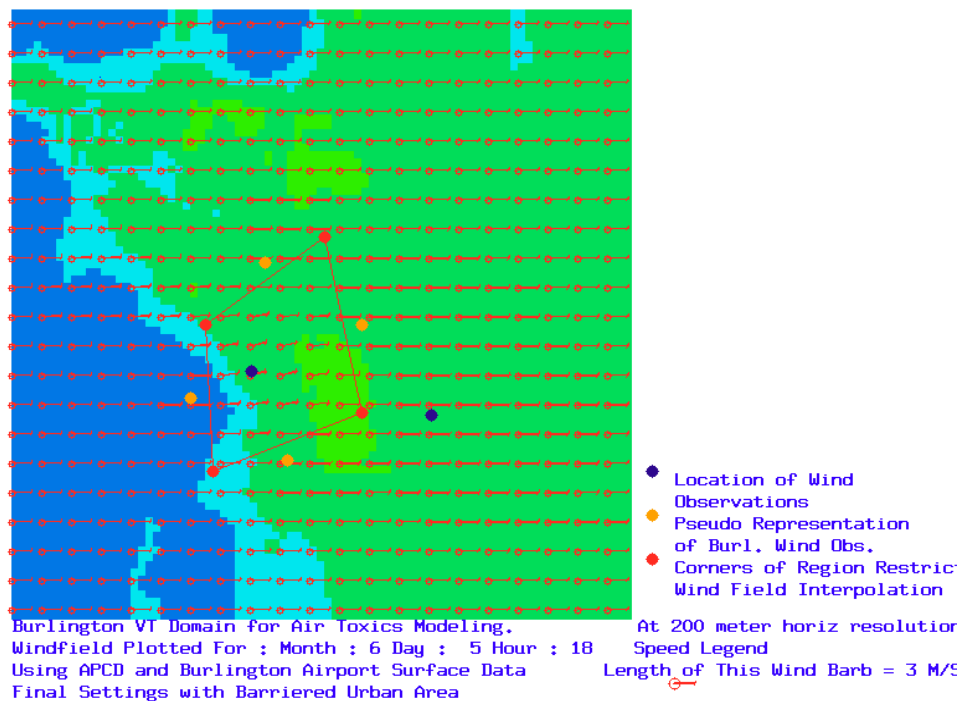 Location of Wind
Observations
Pseudo Representation
of Burl. Wind Obs.
Corners of Region Restrict
Wind Field Interpolation
Burlington VT Domain for Air Toxics Modeling. At 200 meter horiz resolution
Windfield Plotted For : Month : 6 Day : 5 Hour : 18 Speed Legend
Using APCD and Burlington Airport Surface Data Length of This Wind Barb = 3 M/S
Final Settings with Barriered Urban Area